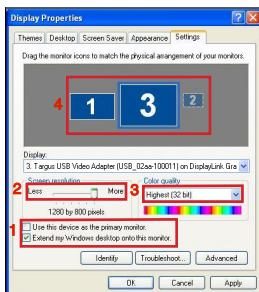 Display Properties
Themes Desktop Screen Saver Appearance Settings
Drag the monitor icons to match the physical arrangement of your monitors.
4
1 3 2
Display:
3. Targus USB Video Adapter (USB_02aa-100011) on DisplayLink Gra
2 Screen resolution
3 Color quality
Less More
Highest (32 bit)
1280 by 800 pixels
1
Use this device as the primary monitor.
Extend my Windows desktop onto this monitor.
Identify Troubleshoot... Advanced
OK Cancel Apply